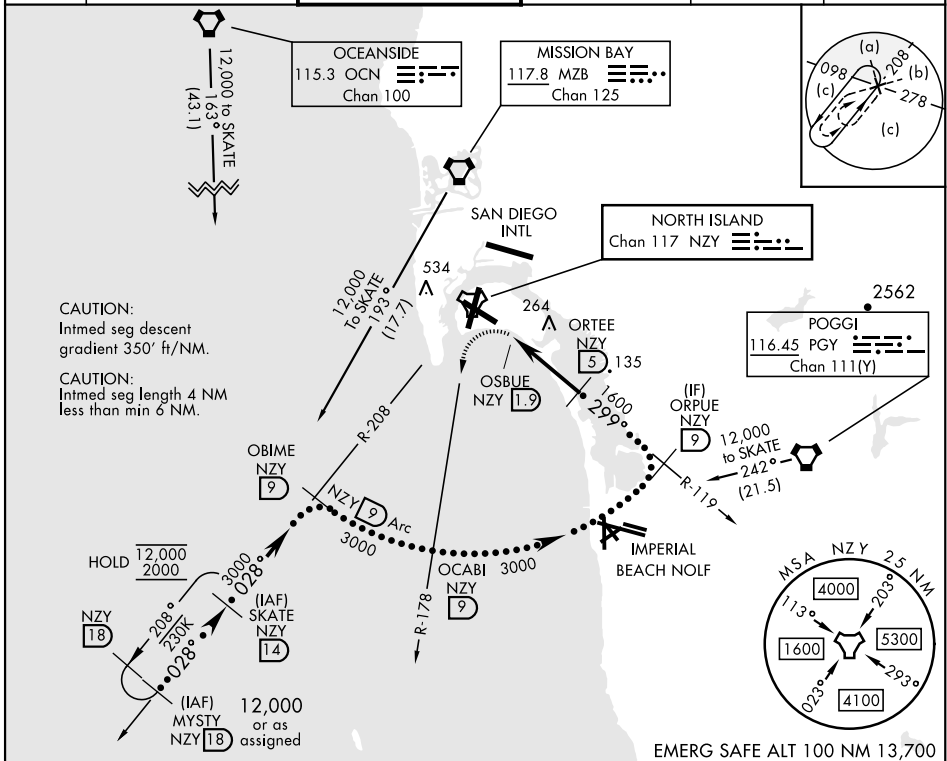 OCEANSIDE
115.3 OCN
Chan 100
MISSION BAY
117.8 MZB
Chan 125
12,000 to SKATE
163°
(43.1)
(a)
208
(b)
098
(c)
278
(c)
SAN DIEGO
INTL
NORTH ISLAND
Chan 117 NZY
534
264
2562
12,000
To SKATE
193°
(17.7)
CAUTION:
Intmed seg descent
gradient 350' ft/NM.
CAUTION:
Intmed seg length 4 NM
less than min 6 NM.
POGGI
116.45 PGY
Chan 111(Y)
ORTEE
NZY
5
135
OSBUE
NZY 1.9
1600
299°
(IF)
ORPUE
NZY
9
12,000
to SKATE
242°
(21.5)
R-119
R-208
OBIME
NZY
9
NZY 9 Arc
3000
3000
IMPERIAL
BEACH NOLF
OCABI
NZY
9
R-178
HOLD 12,000
2000
3000
028°
(IAF)
SKATE
NZY
14
208°
230K
028°
NZY
18
(IAF)
MYSTY
NZY 18
12,000
or as
assigned
MSA NZY 25 NM
4000
113°
203°
1600
5300
023°
293°
4100
EMERG SAFE ALT 100 NM 13,700